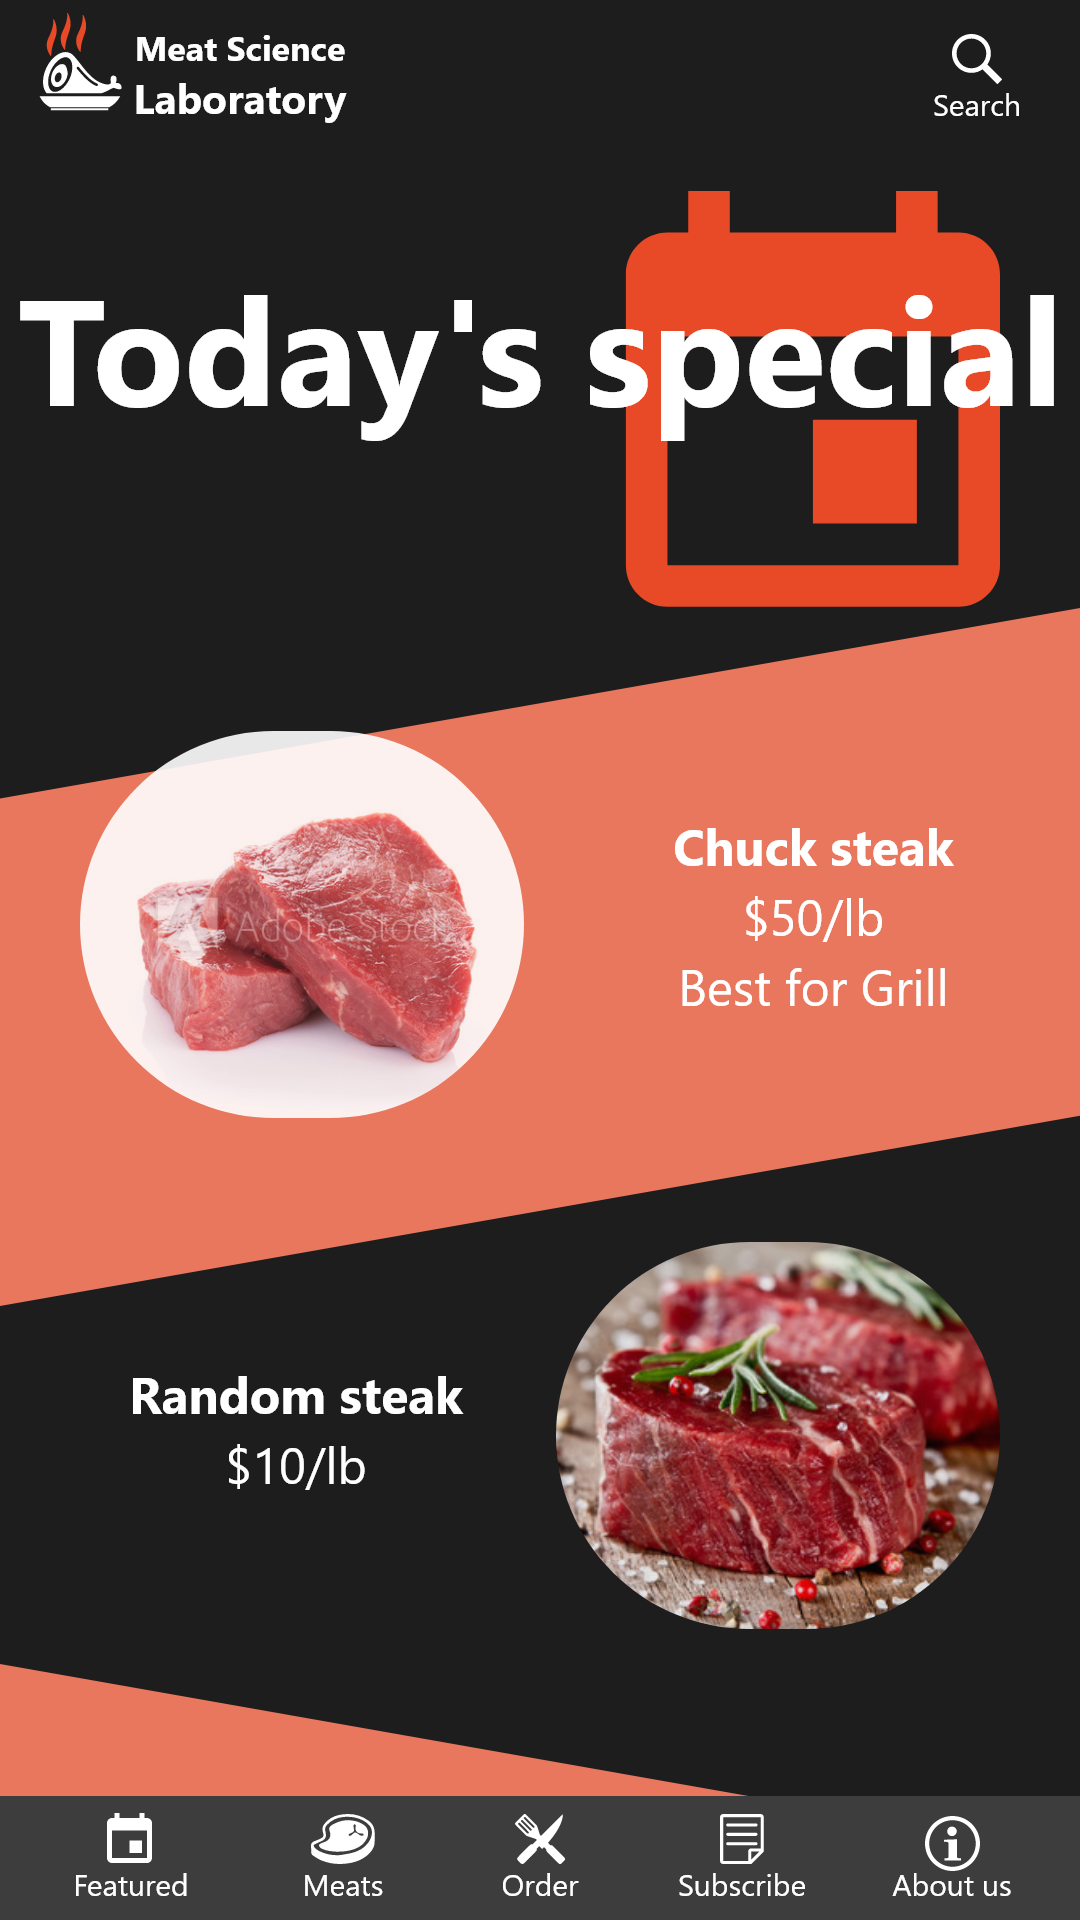 Meat Science
Laboratory
Search
Today's special
Chuck steak
$50/lb
Best for Grill
Adobe Stock
Random steak
$10/lb
Featured
Meats
Order
Subscribe
About us